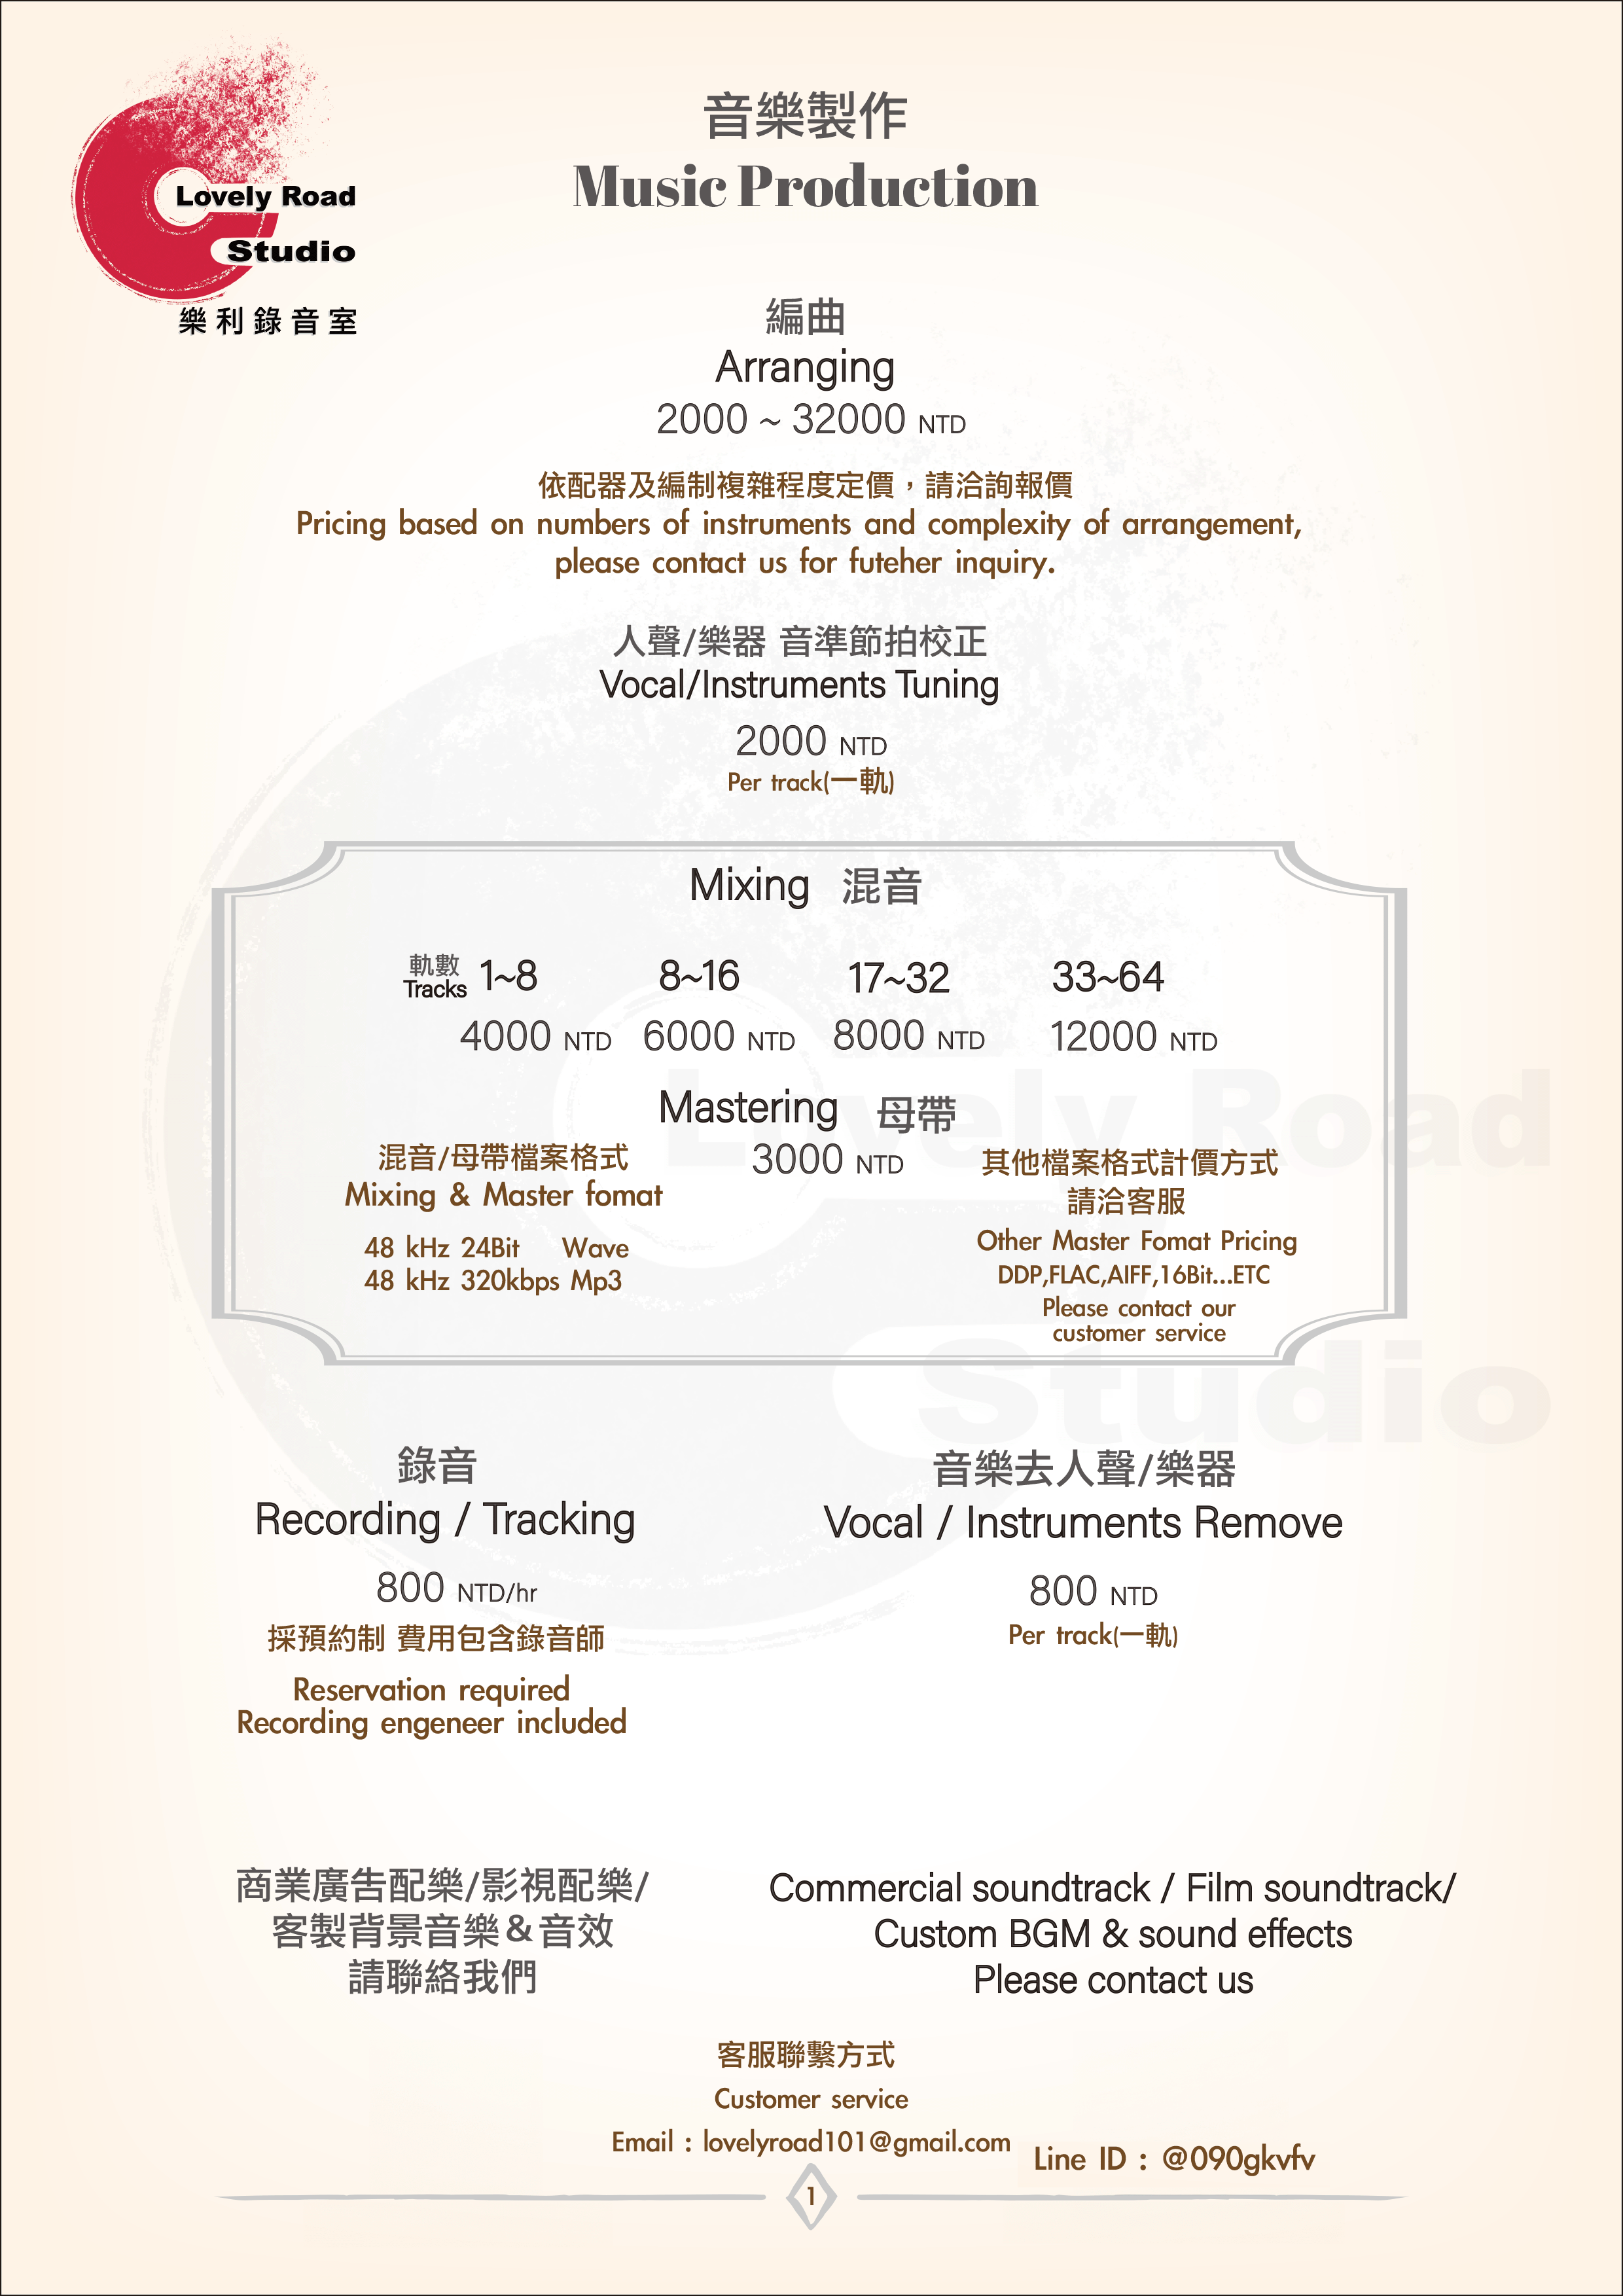 Lovely Road
Studio
樂利錄音室
音樂製作
Music Production
編曲
Arranging
2000 ~ 32000 NTD
依配器及編制複雜程度定價，請洽詢報價
Pricing based on numbers of instruments and complexity of arrangement,
please contact us for futeher inquiry.
人聲/樂器 音準節拍校正
Vocal/Instruments Tuning
2000 NTD
Per track(一軌)
Mixing 混音
軌數
Tracks 1~8 8~16 17~32 33~64
4000 NTD 6000 NTD 8000 NTD 12000 NTD
Mastering 母帶
3000 NTD
混音/母帶檔案格式
Mixing & Master fomat
48 kHz 24Bit Wave
48 kHz 320kbps Mp3
其他檔案格式計價方式
請洽客服
Other Master Fomat Pricing
DDP,FLAC,AIFF,16Bit...ETC
Please contact our
customer service
Lovely Road
Studio
錄音
Recording / Tracking
800 NTD/hr
採預約制 費用包含錄音師
Reservation required
Recording engeneer included
音樂去人聲/樂器
Vocal / Instruments Remove
800 NTD
Per track(一軌)
商業廣告配樂/影視配樂/
客製背景音樂＆音效
請聯絡我們
Commercial soundtrack / Film soundtrack/
Custom BGM & sound effects
Please contact us
客服聯繫方式
Customer service
Email : lovelyroad101@gmail.com
Line ID : @090gkvfv
1